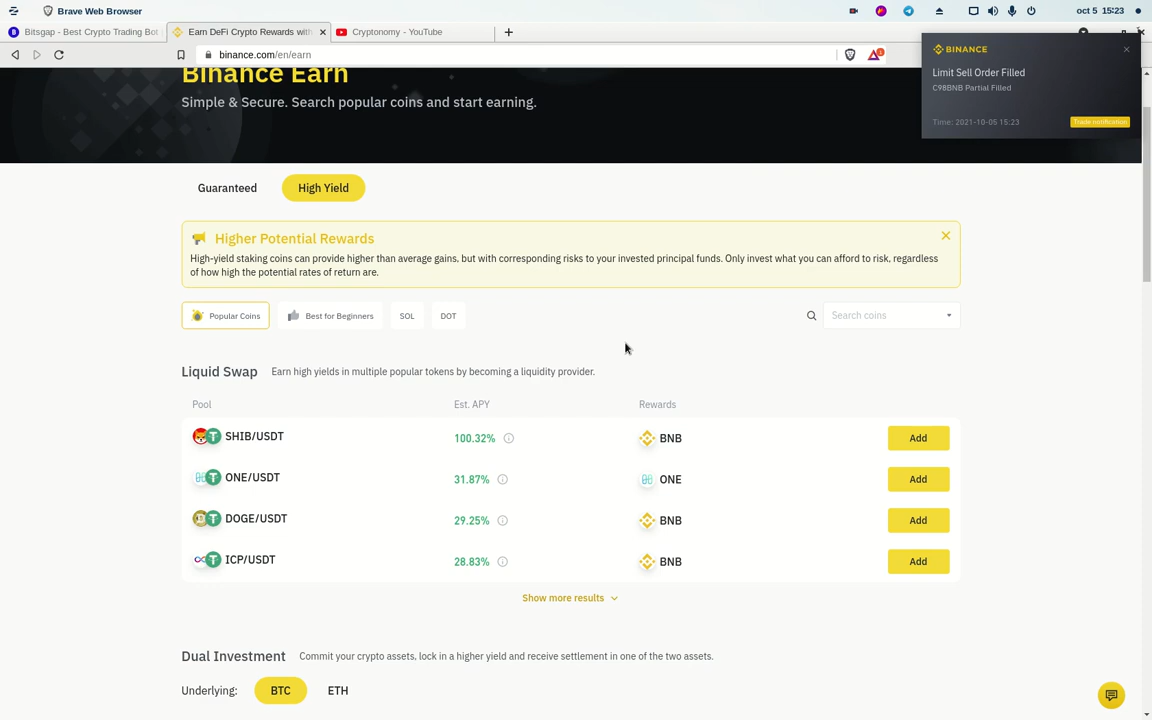 Brave Web Browser
oct 5 15:23
Bitsgap - Best Crypto Trading Bot
Earn DeFi Crypto Rewards with
Cryptonomy - YouTube
binance.com/en/earn
1
BINANCE
Limit Sell Order Filled
C98BNB Partial Filled
Time: 2021-10-05 15:23
Trade notification
Binance Earn
Simple & Secure. Search popular coins and start earning.
Guaranteed
High Yield
Higher Potential Rewards
High-yield staking coins can provide higher than average gains, but with corresponding risks to your invested principal funds. Only invest what you can afford to risk, regardless
of how high the potential rates of return are.
Popular Coins
Best for Beginners
SOL
DOT
Search coins
Liquid Swap
Earn high yields in multiple popular tokens by becoming a liquidity provider.
Pool
Est. APY
Rewards
SHIB/USDT
100.32%
BNB
Add
ONE/USDT
31.87%
ONE
Add
DOGE/USDT
29.25%
BNB
Add
ICP/USDT
28.83%
BNB
Add
Show more results
Dual Investment
Commit your crypto assets, lock in a higher yield and receive settlement in one of the two assets.
Underlying:
BTC
ETH